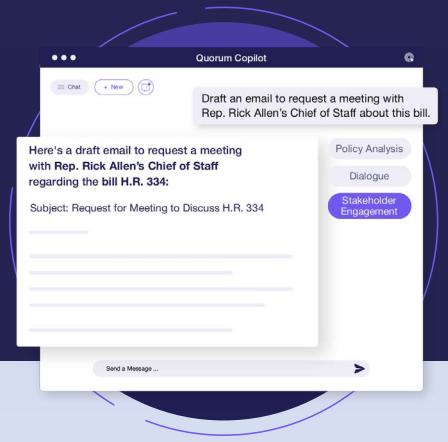 Quorum Copilot
Chat
+ New
Draft an email to request a meeting with
Rep. Rick Allen's Chief of Staff about this bill.
Here's a draft email to request a meeting
with Rep. Rick Allen's Chief of Staff
regarding the bill H.R. 334:
Subject: Request for Meeting to Discuss H.R. 334
Policy Analysis
Dialogue
Stakeholder
Engagement
Send a Message ...